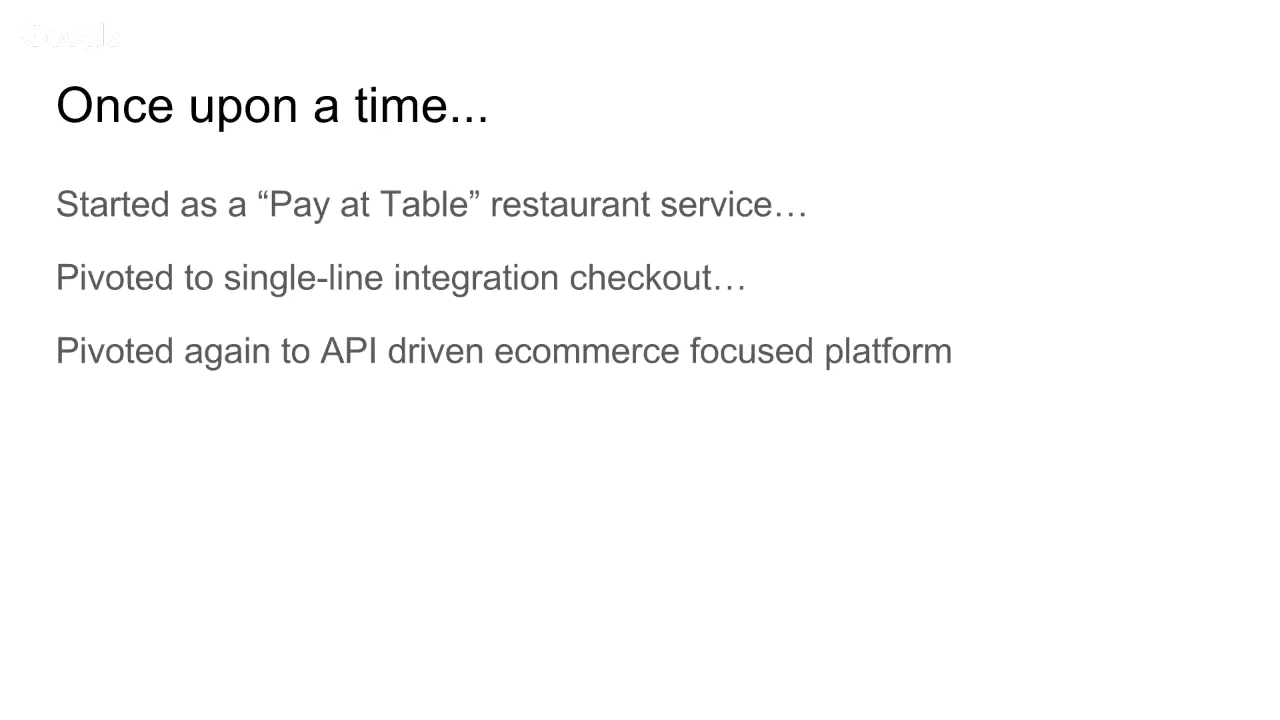 Once upon a time...
Started as a “Pay at Table” restaurant service…
Pivoted to single-line integration checkout…
Pivoted again to API driven ecommerce focused platform